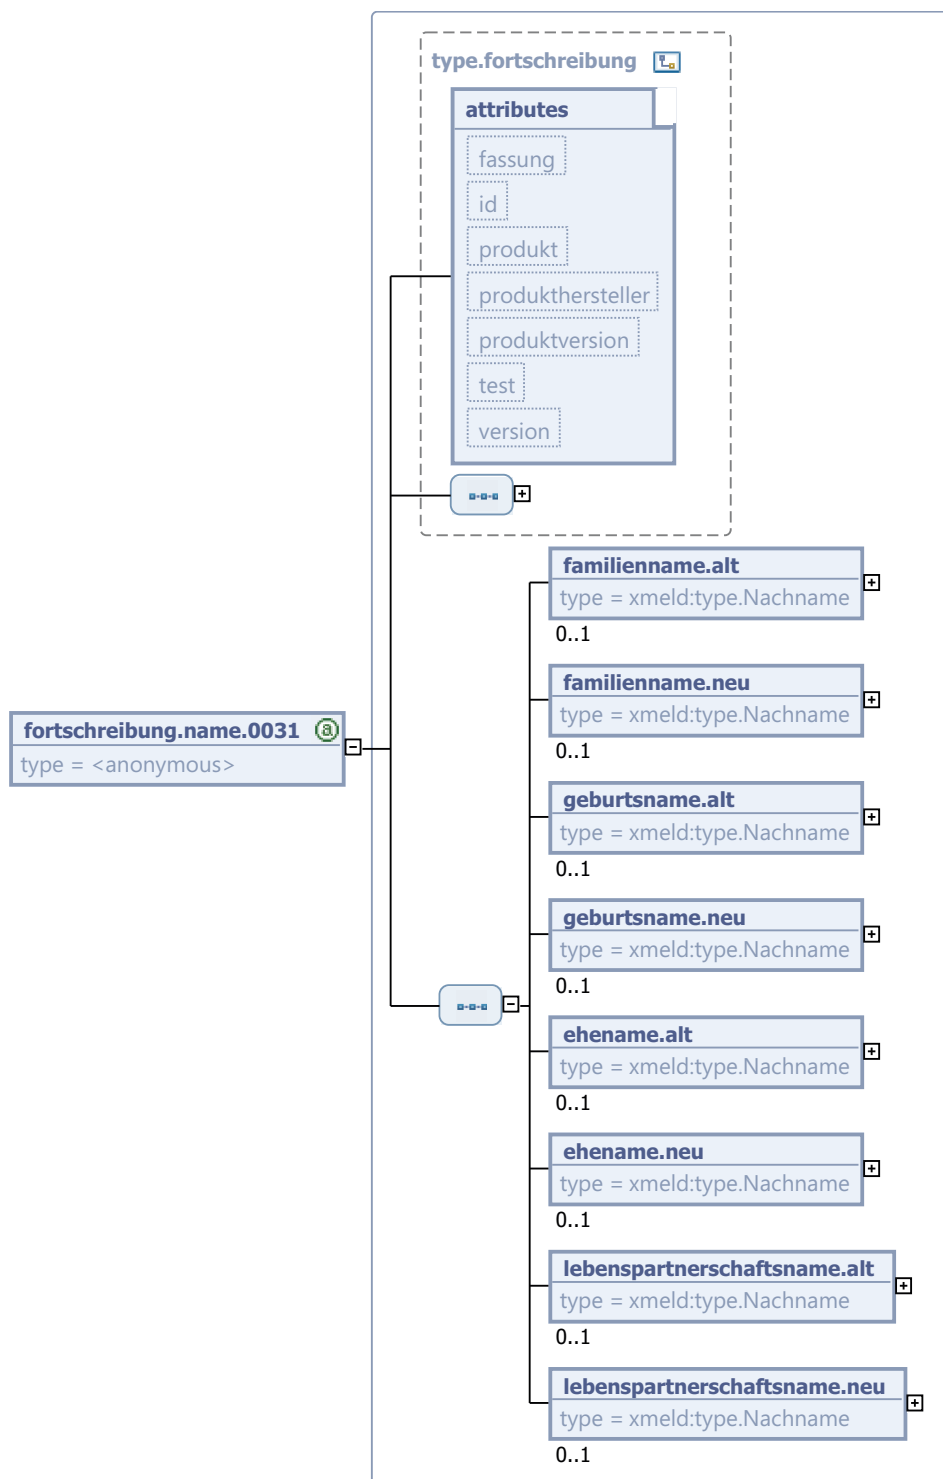 type.fortschreibung
attributes
fassung
id
produkt
produkthersteller
produktversion
test
version
familienname.alt
type = xmeld:type.Nachname
0..1
familienname.neu
type = xmeld:type.Nachname
0..1
fortschreibung.name.0031 a
type = <anonymous>
geburtsname.alt
type = xmeld:type.Nachname
0..1
geburtsname.neu
type = xmeld:type.Nachname
0..1
ehename.alt
type = xmeld:type.Nachname
0..1
ehename.neu
type = xmeld:type.Nachname
0..1
lebenspartnerschaftsname.alt
type = xmeld:type.Nachname
0..1
lebenspartnerschaftsname.neu
type = xmeld:type.Nachname
0..1